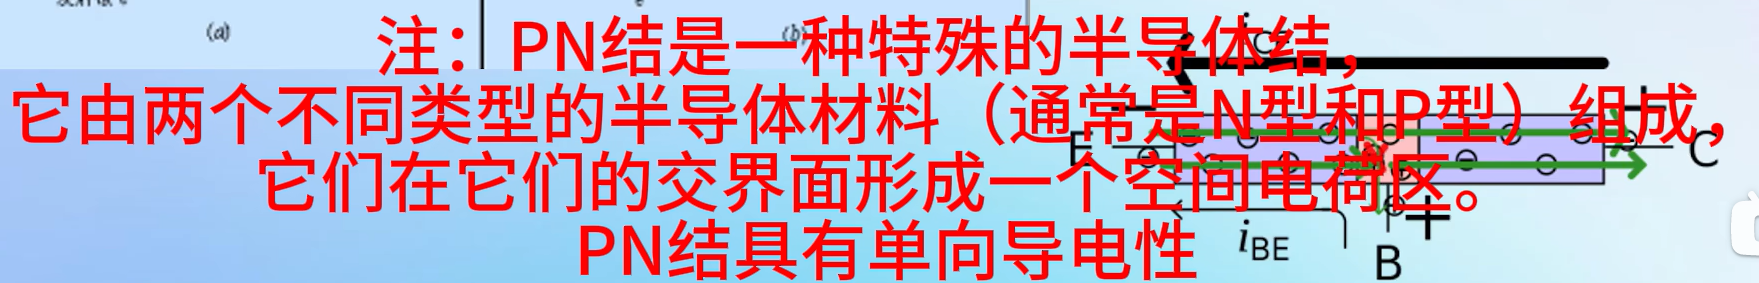 (a)
(b)
注：PN结是一种特殊的半导体结，
它由两个不同类型的半导体材料（通常是N型和P型）组成，
它们在它们的交界面形成一个空间电荷区。
PN结具有单向导电性
E
C
iBE
B